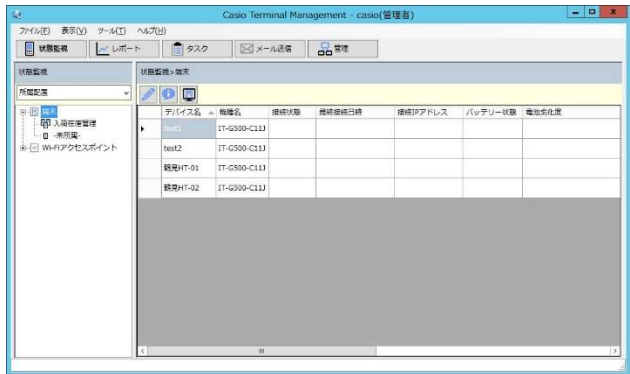 Casio Terminal Management - casio(管理者)
ファイル(F) 表示(V) ツール(T) ヘルプ(H)
状態監視 レポート タスク メール送信 管理
状態監視 状態監視>端末
所属配置
端末
入荷在庫管理
-未所属-
Wi-Fiアクセスポイント
デバイス名 機種名 接続状態 最終接続日時 接続IPアドレス バッテリー状態 電池劣化度
test1 IT-G500-C11J
test2 IT-G500-C11J
鶴見HT-01 IT-G500-C11J
鶴見HT-02 IT-G500-C11J